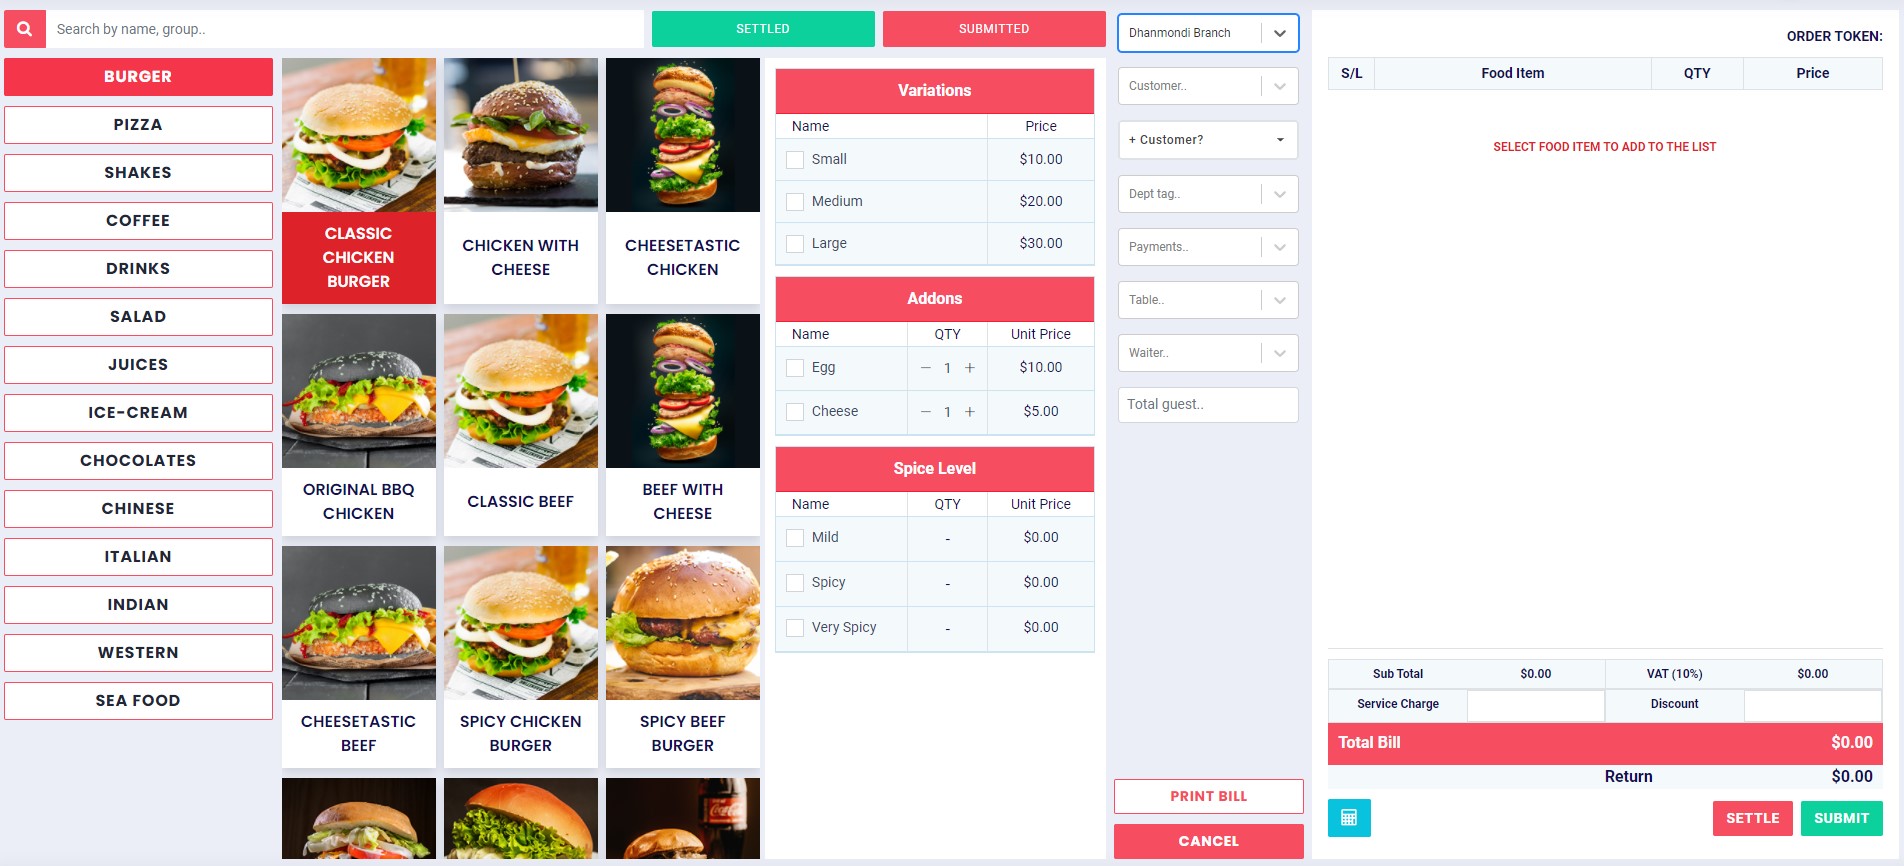 Search by name, group..
SETTLED
SUBMITTED
BURGER
PIZZA
SHAKES
COFFEE
DRINKS
SALAD
JUICES
ICE-CREAM
CHOCOLATES
CHINESE
ITALIAN
INDIAN
WESTERN
SEA FOOD
CLASSIC
CHICKEN
BURGER
CHICKEN WITH
CHEESE
CHEESETASTIC
CHICKEN
ORIGINAL BBQ
CHICKEN
CLASSIC BEEF
BEEF WITH
CHEESE
CHEESETASTIC
BEEF
SPICY CHICKEN
BURGER
SPICY BEEF
BURGER
Coca-Cola
Variations
Name Price
Small $10.00
Medium $20.00
Large $30.00
Addons
Name QTY Unit Price
Egg − 1 + $10.00
Cheese − 1 + $5.00
Spice Level
Name QTY Unit Price
Mild - $0.00
Spicy - $0.00
Very Spicy - $0.00
Dhanmondi Branch
Customer..
+ Customer?
Dept tag..
Payments..
Table..
Waiter..
Total guest..
PRINT BILL
CANCEL
ORDER TOKEN:
S/L Food Item QTY Price
SELECT FOOD ITEM TO ADD TO THE LIST
Sub Total $0.00 VAT (10%) $0.00
Service Charge Discount
Total Bill $0.00
Return $0.00
SETTLE
SUBMIT